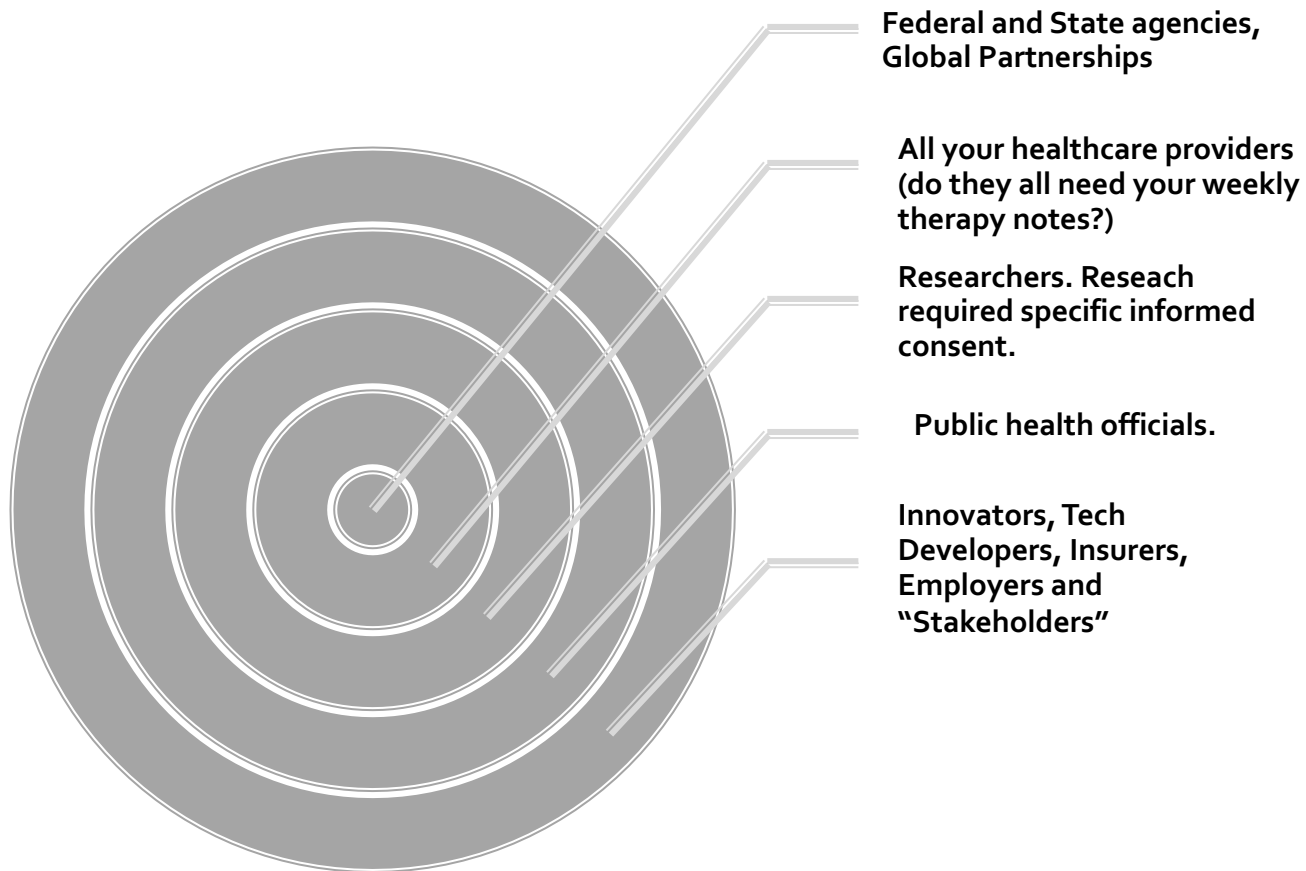 Federal and State agencies,
Global Partnerships
All your healthcare providers
(do they all need your weekly
therapy notes?)
Researchers. Reseach
required specific informed
consent.
Public health officials.
Innovators, Tech
Developers, Insurers,
Employers and
“Stakeholders”